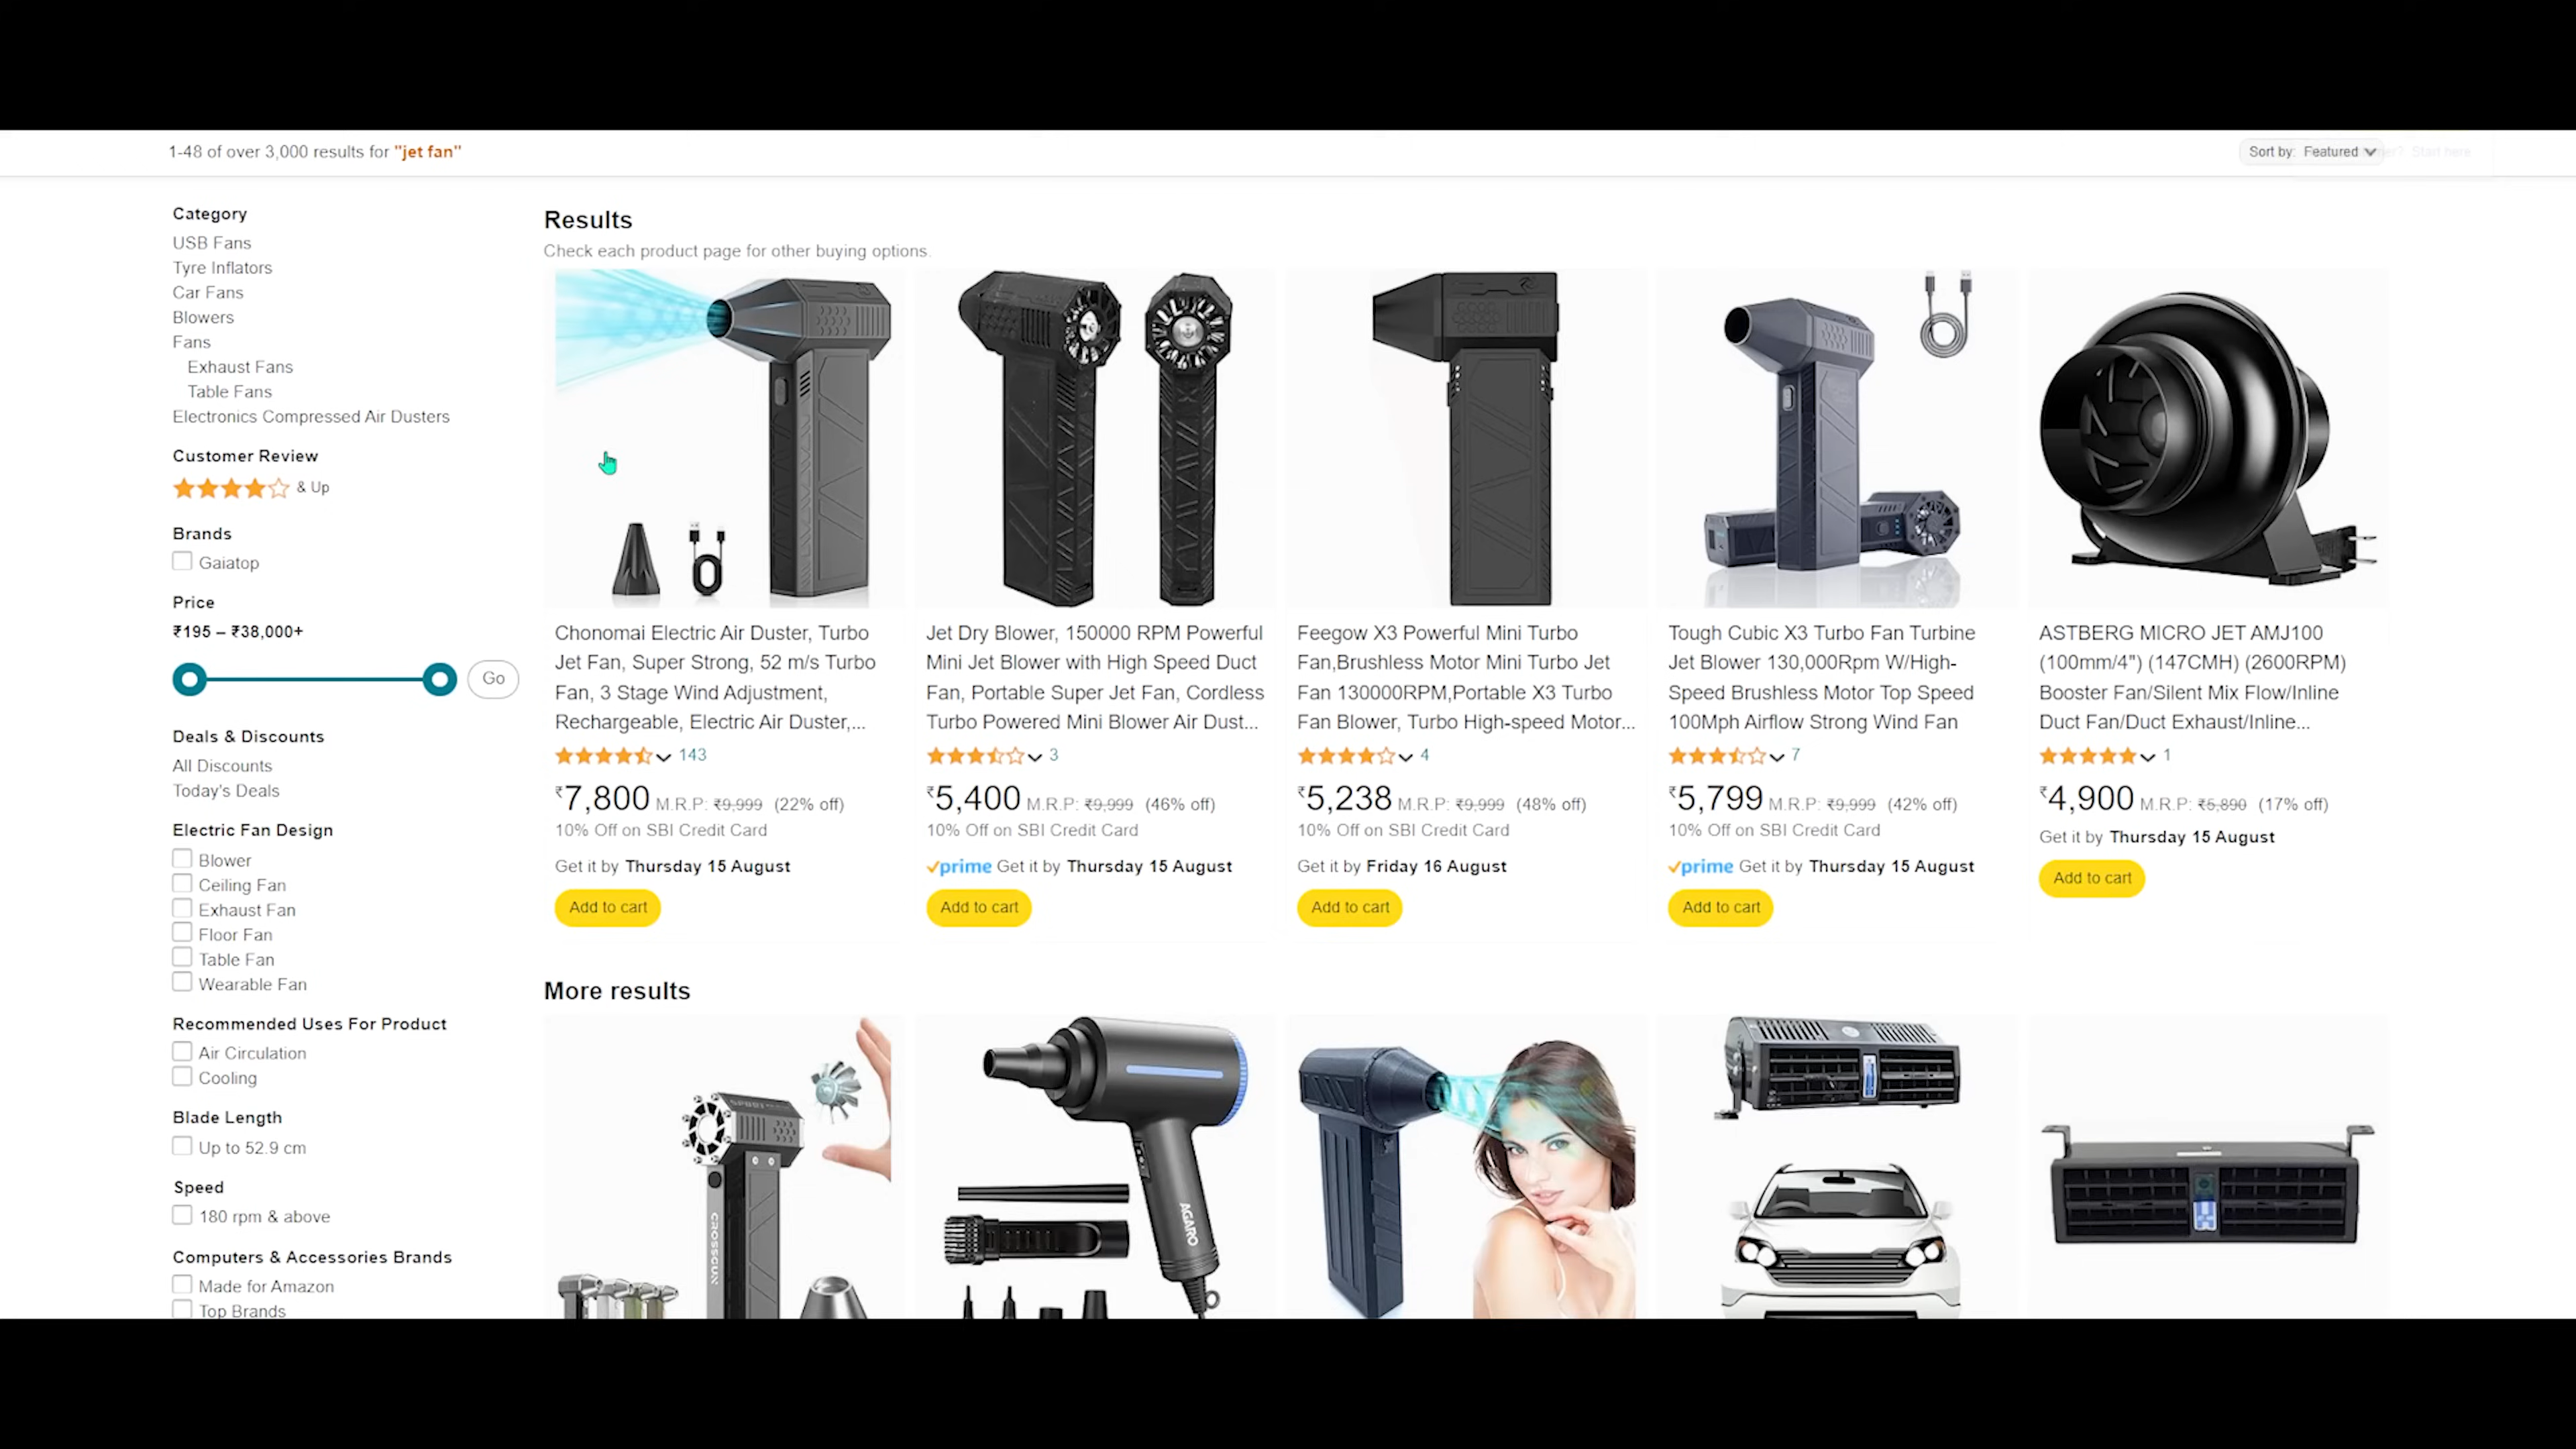 1-48 of over 3,000 results for "jet fan"
Sort by: Featured
Start here
Category
USB Fans
Tyre Inflators
Car Fans
Blowers
Fans
Exhaust Fans
Table Fans
Electronics Compressed Air Dusters
Customer Review
& Up
Brands
Gaiatop
Price
₹195 – ₹38,000+
Go
Deals & Discounts
All Discounts
Today's Deals
Electric Fan Design
Blower
Ceiling Fan
Exhaust Fan
Floor Fan
Table Fan
Wearable Fan
Recommended Uses For Product
Air Circulation
Cooling
Blade Length
Up to 52.9 cm
Speed
180 rpm & above
Computers & Accessories Brands
Made for Amazon
Top Brands
Results
Check each product page for other buying options.
Chonomai Electric Air Duster, Turbo
Jet Fan, Super Strong, 52 m/s Turbo
Fan, 3 Stage Wind Adjustment,
Rechargeable, Electric Air Duster,...
143
₹7,800 M.R.P: ₹9,999 (22% off)
10% Off on SBI Credit Card
Get it by Thursday 15 August
Add to cart
Jet Dry Blower, 150000 RPM Powerful
Mini Jet Blower with High Speed Duct
Fan, Portable Super Jet Fan, Cordless
Turbo Powered Mini Blower Air Dust...
3
₹5,400 M.R.P: ₹9,999 (46% off)
10% Off on SBI Credit Card
prime Get it by Thursday 15 August
Add to cart
Feegow X3 Powerful Mini Turbo
Fan,Brushless Motor Mini Turbo Jet
Fan 130000RPM,Portable X3 Turbo
Fan Blower, Turbo High-speed Motor...
4
₹5,238 M.R.P: ₹9,999 (48% off)
10% Off on SBI Credit Card
Get it by Friday 16 August
Add to cart
Tough Cubic X3 Turbo Fan Turbine
Jet Blower 130,000Rpm W/High-
Speed Brushless Motor Top Speed
100Mph Airflow Strong Wind Fan
7
₹5,799 M.R.P: ₹9,999 (42% off)
10% Off on SBI Credit Card
prime Get it by Thursday 15 August
Add to cart
ASTBERG MICRO JET AMJ100
(100mm/4") (147CMH) (2600RPM)
Booster Fan/Silent Mix Flow/Inline
Duct Fan/Duct Exhaust/Inline...
1
₹4,900 M.R.P: ₹5,890 (17% off)
Get it by Thursday 15 August
Add to cart
More results
CROSSGUN
AGARO